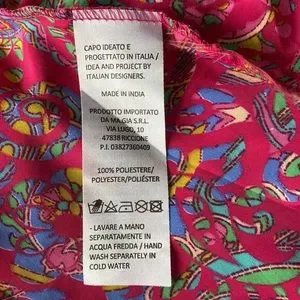 CAPO IDEATO E
PROGETTATO IN ITALIA /
IDEA AND PROJECT BY
ITALIAN DESIGNERS.
MADE IN INDIA
PRODOTTO IMPORTATO
DA MA.GIA S.R.L.
VIA LUGO, 10
47838 RICCIONE
P.I. 03827360409
100% POLIESTERE/
POLYESTER/POLIÉSTER
- LAVARE A MANO
SEPARATAMENTE IN
ACQUA FREDDA / HAND
WASH SEPARATELY IN
COLD WATER